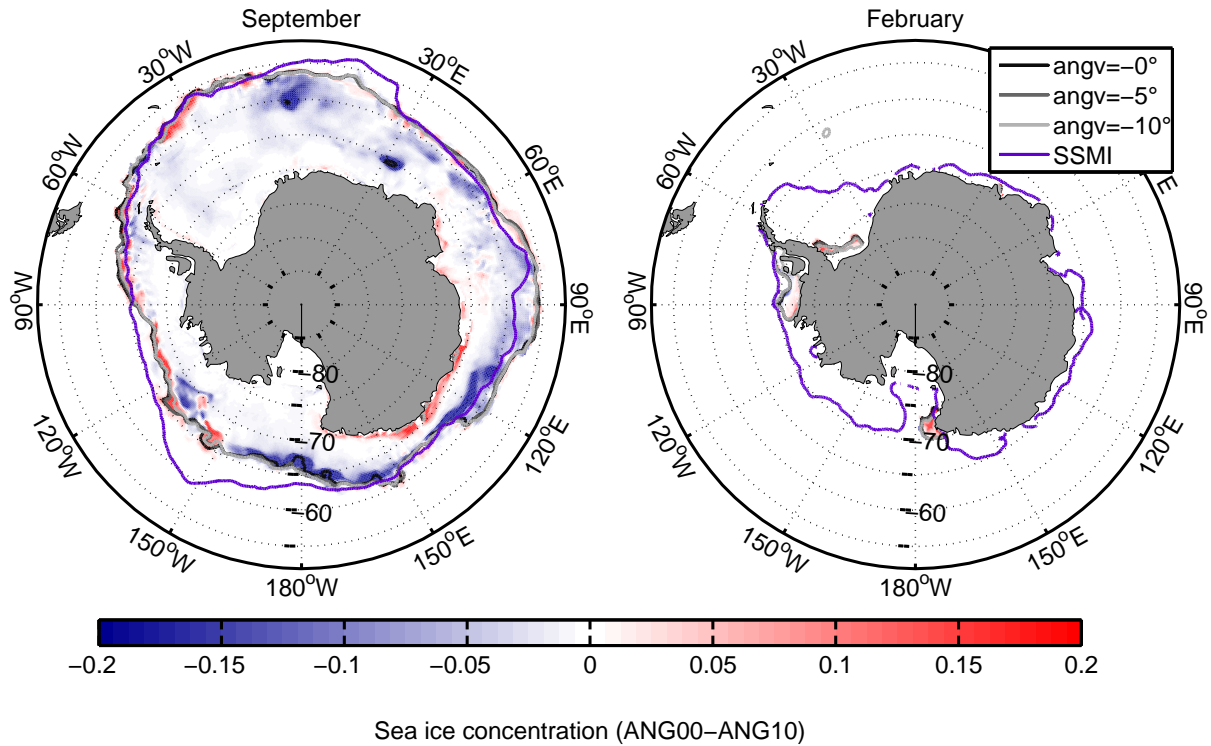 September
February
30°W
30°E
60°W
60°E
90°W
90°E
120°W
120°E
150°W
150°E
180°W
−80
−70
−60
30°W
60°W
E
90°W
90°E
120°W
120°E
150°W
150°E
180°W
−80
−70
−60
angv=−0°
angv=−5°
angv=−10°
SSMI
−0.2 −0.15 −0.1 −0.05 0 0.05 0.1 0.15 0.2
Sea ice concentration (ANG00−ANG10)